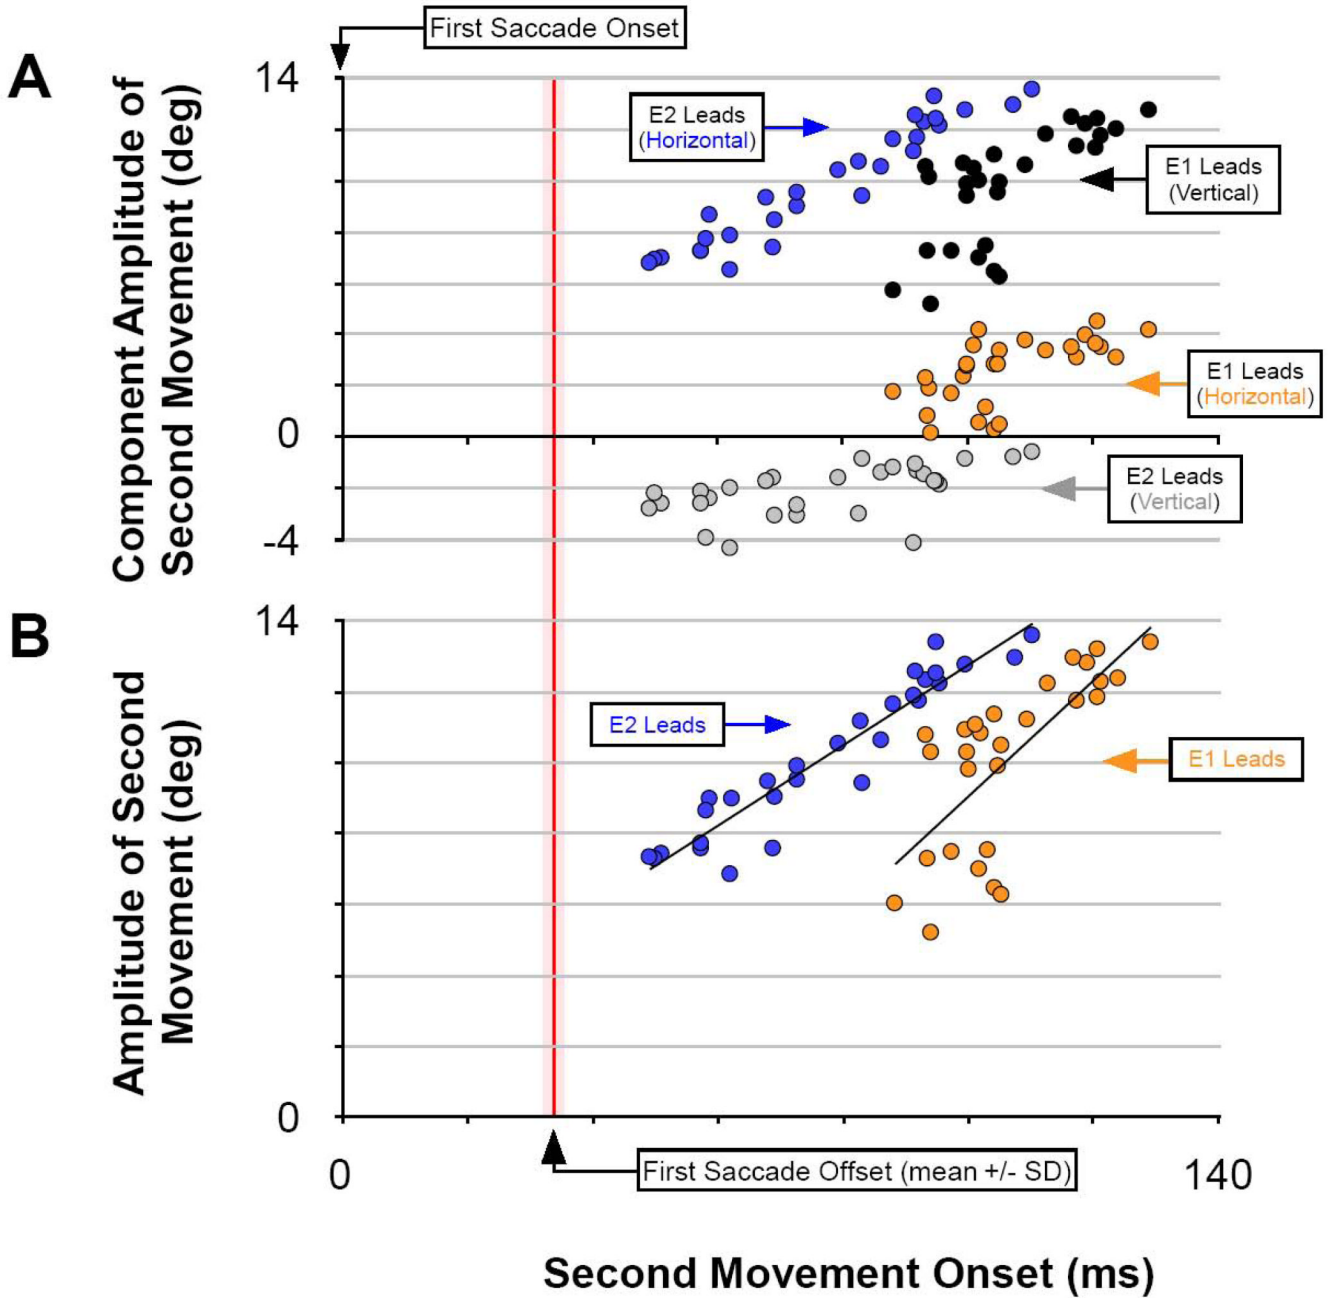 First Saccade Onset
A
Component Amplitude of
Second Movement (deg)
14
0
-4
E2 Leads
(Horizontal)
E1 Leads
(Vertical)
E1 Leads
(Horizontal)
E2 Leads
(Vertical)
B
Amplitude of Second
Movement (deg)
14
0
E2 Leads
E1 Leads
0
First Saccade Offset (mean +/- SD)
140
Second Movement Onset (ms)